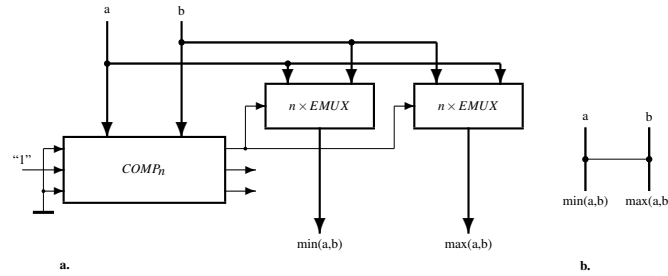 a b
n × EMUX n × EMUX
a b
"1" COMPn
min(a,b) max(a,b
min(a,b) max(a,b)
a. b.